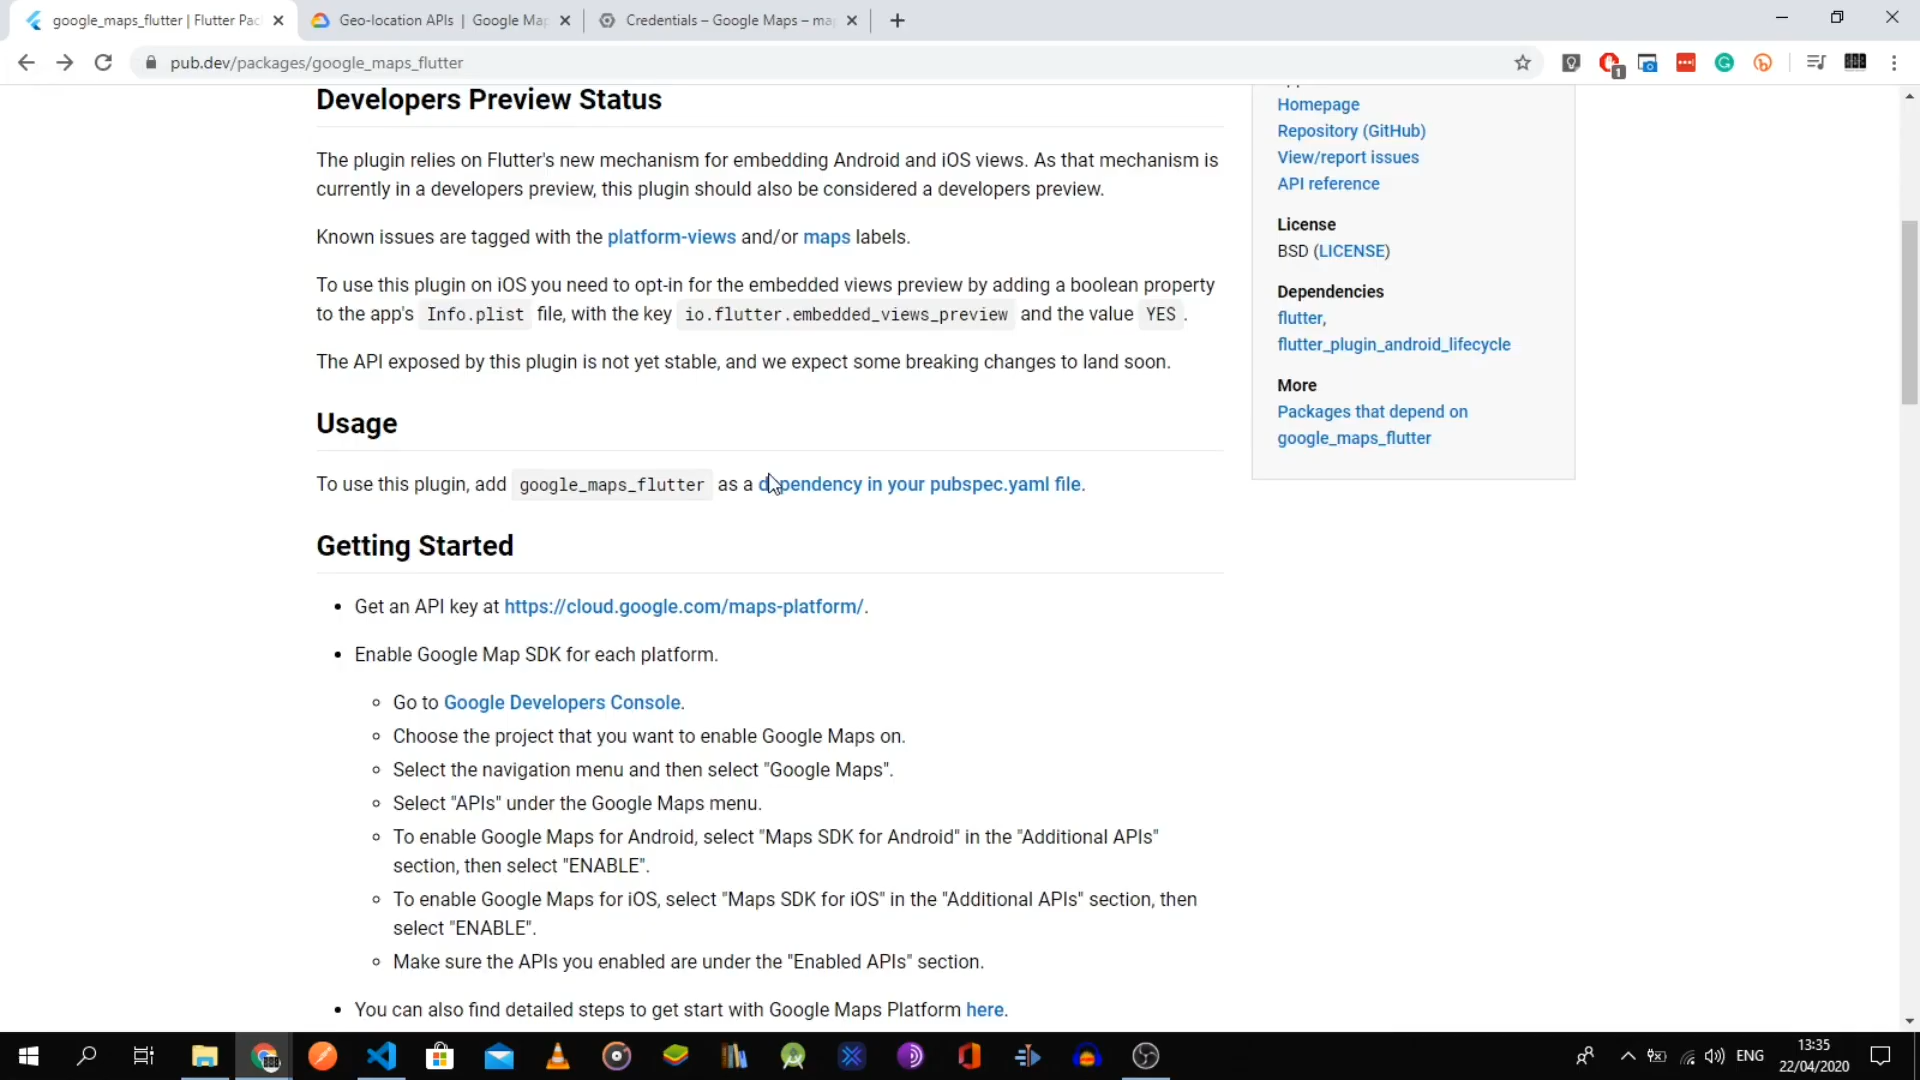 google_maps_flutter | Flutter Pac
Geo-location APIs | Google Map
Credentials – Google Maps – ma
pub.dev/packages/google_maps_flutter
1
Developers Preview Status
The plugin relies on Flutter's new mechanism for embedding Android and iOS views. As that mechanism is
currently in a developers preview, this plugin should also be considered a developers preview.
Known issues are tagged with the platform-views and/or maps labels.
To use this plugin on iOS you need to opt-in for the embedded views preview by adding a boolean property
to the app's Info.plist file, with the key io.flutter.embedded_views_preview and the value YES .
The API exposed by this plugin is not yet stable, and we expect some breaking changes to land soon.
Usage
To use this plugin, add google_maps_flutter as a dependency in your pubspec.yaml file.
Getting Started
• Get an API key at https://cloud.google.com/maps-platform/.
• Enable Google Map SDK for each platform.
◦ Go to Google Developers Console.
◦ Choose the project that you want to enable Google Maps on.
◦ Select the navigation menu and then select "Google Maps".
◦ Select "APIs" under the Google Maps menu.
◦ To enable Google Maps for Android, select "Maps SDK for Android" in the "Additional APIs"
section, then select "ENABLE".
◦ To enable Google Maps for iOS, select "Maps SDK for iOS" in the "Additional APIs" section, then
select "ENABLE".
◦ Make sure the APIs you enabled are under the "Enabled APIs" section.
• You can also find detailed steps to get start with Google Maps Platform here.
Homepage
Repository (GitHub)
View/report issues
API reference
License
BSD (LICENSE)
Dependencies
flutter,
flutter_plugin_android_lifecycle
More
Packages that depend on
google_maps_flutter
ENG
13:35
22/04/2020